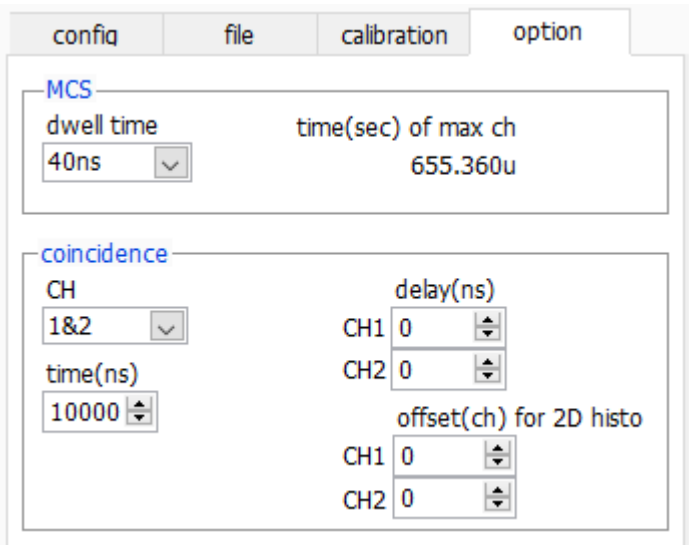 config file calibration option
MCS
dwell time time(sec) of max ch
40ns 655.360u
coincidence
CH delay(ns)
1&2 CH1 0
CH2 0
time(ns)
10000
offset(ch) for 2D histo
CH1 0
CH2 0